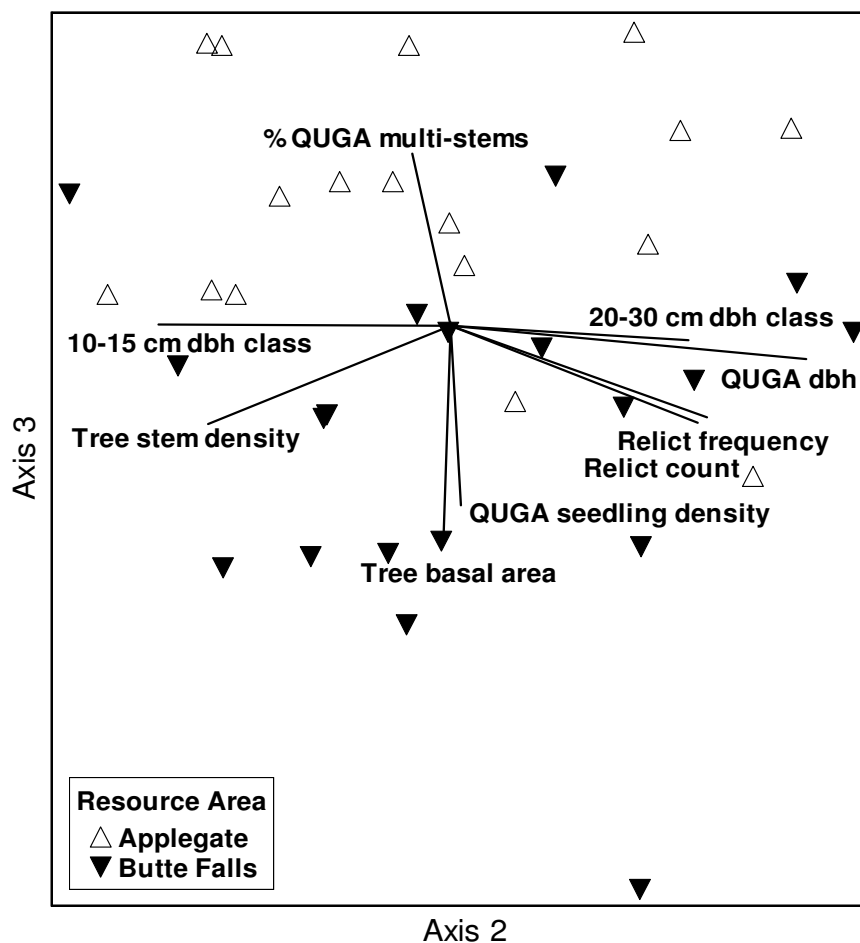 % QUGA multi-stems
20-30 cm dbh class
10-15 cm dbh class
QUGA dbh
Tree stem density
Relict frequency
Relict count
QUGA seedling density
Tree basal area
Axis 3
Resource Area
Applegate
Butte Falls
Axis 2